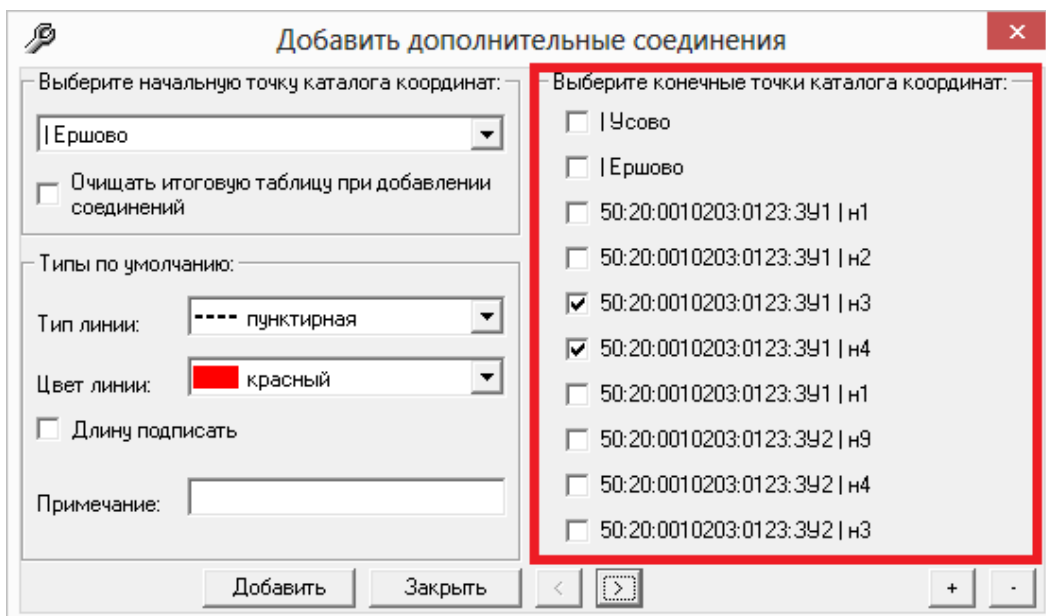 Добавить дополнительные соединения
Выберите начальную точку каталога координат:
| Ершово
Очищать итоговую таблицу при добавлении
соединений
Типы по умолчанию:
Тип линии:
пунктирная
Цвет линии:
красный
Длину подписать
Примечание:
Добавить
Закрыть
Выберите конечные точки каталога координат:
| Усово
| Ершово
50:20:0010203:0123:ЗУ1 | н1
50:20:0010203:0123:ЗУ1 | н2
50:20:0010203:0123:ЗУ1 | н3
50:20:0010203:0123:ЗУ1 | н4
50:20:0010203:0123:ЗУ1 | н1
50:20:0010203:0123:ЗУ2 | н9
50:20:0010203:0123:ЗУ2 | н4
50:20:0010203:0123:ЗУ2 | н3
< > + -